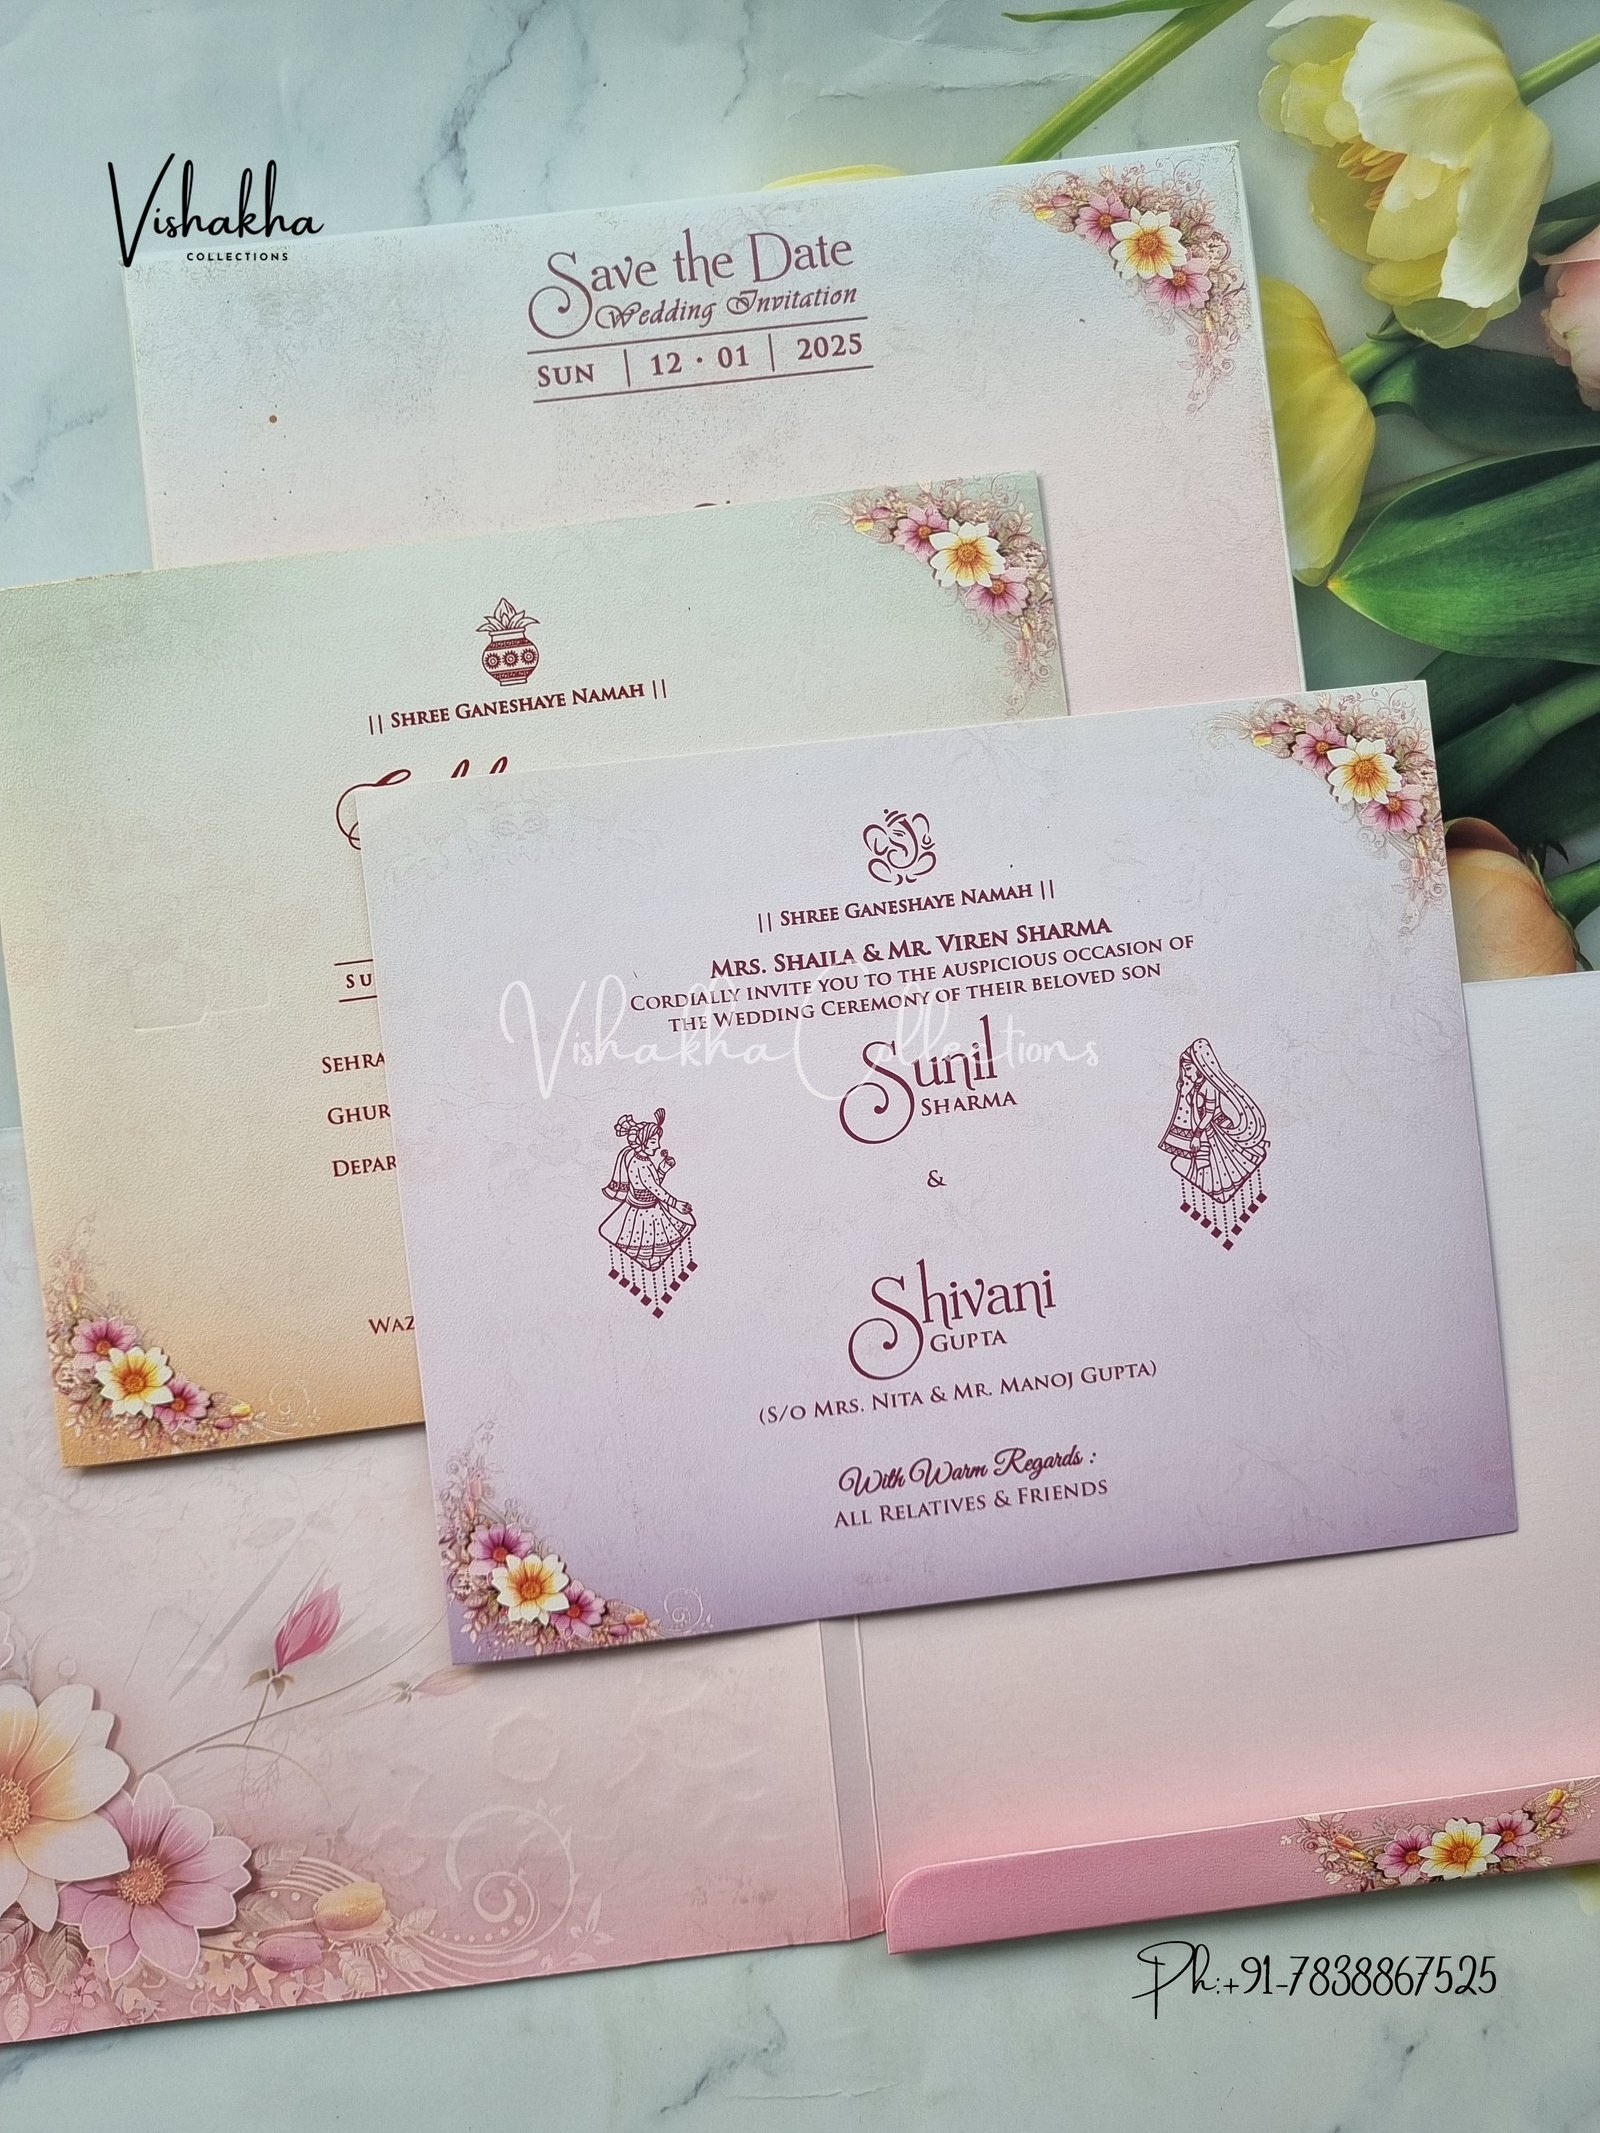 Vishakha
COLLECTIONS
Save the Date
Wedding Invitation
SUN | 12 · 01 | 2025
|| SHREE GANESHAYE NAMAH ||
SU
SEHRA
GHUR
DEPAR
WAZ
|| SHREE GANESHAYE NAMAH ||
MRS. SHAILA & MR. VIREN SHARMA
CORDIALLY INVITE YOU TO THE AUSPICIOUS OCCASION OF
THE WEDDING CEREMONY OF THEIR BELOVED SON
Vishakha Collections
Sunil
SHARMA
&
Shivani
GUPTA
(S/O MRS. NITA & MR. MANOJ GUPTA)
With Warm Regards :
ALL RELATIVES & FRIENDS
Ph:+91-7838867525